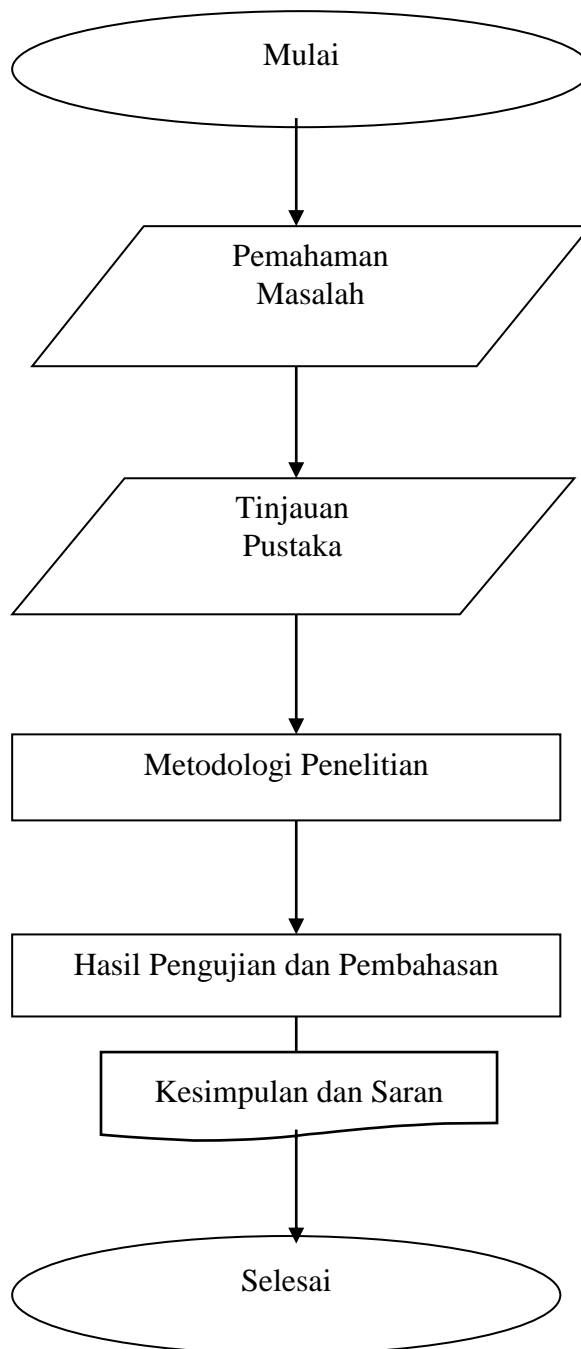 Mulai
Pemahaman
Masalah
Tinjauan
Pustaka
Metodologi Penelitian
Hasil Pengujian dan Pembahasan
Kesimpulan dan Saran
Selesai